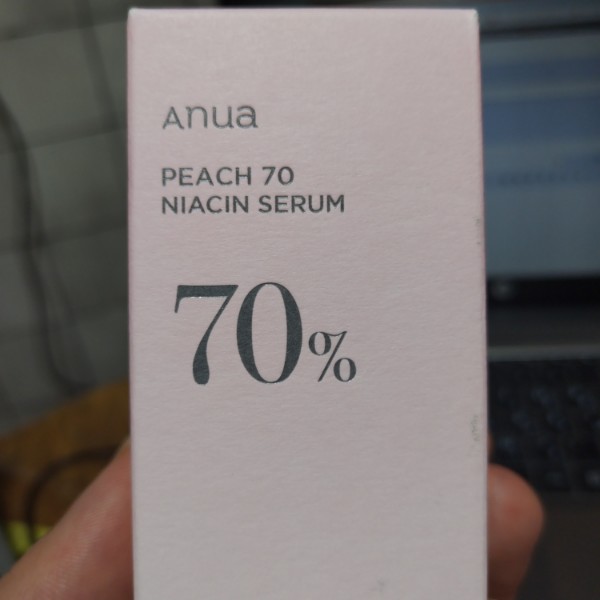 Anua
PEACH 70
NIACIN SERUM
70%